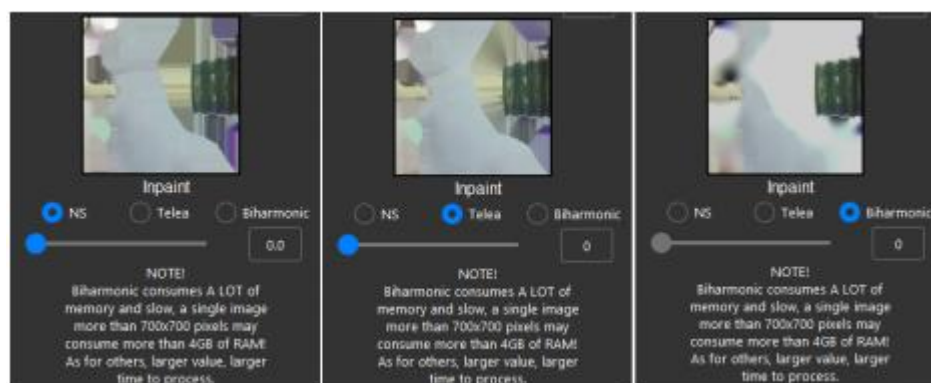 Inpaint
NS Telea Biharmonic
0.0
NOTE!
Biharmonic consumes A LOT of
memory and slow, a single image
more than 700x700 pixels may
consume more than 4GB of RAM!
As for others, larger value, larger
time to process.
Inpaint
NS Telea Biharmonic
0
NOTE!
Biharmonic consumes A LOT of
memory and slow, a single image
more than 700x700 pixels may
consume more than 4GB of RAM!
As for others, larger value, larger
time to process.
Inpaint
NS Telea Biharmonic
0
NOTE!
Biharmonic consumes A LOT of
memory and slow, a single image
more than 700x700 pixels may
consume more than 4GB of RAM!
As for others, larger value, larger
time to process.